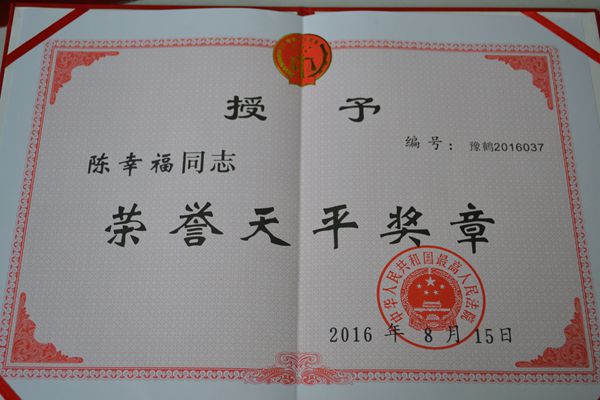 授予
编号：豫鹤2016037
陈幸福同志
荣誉天平奖章
中华人民共和国最高人民法院
2016 年 8 月 15日